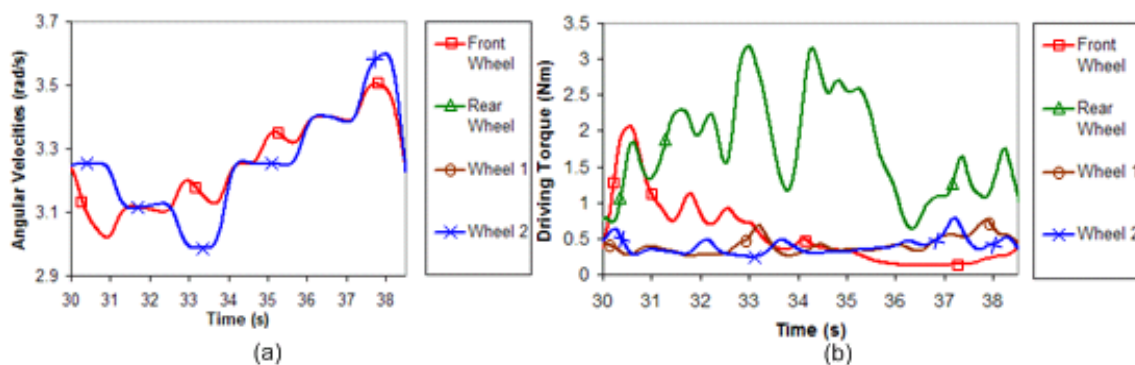 Angular Velocities (rad/s)
3.7
3.5
3.3
3.1
2.9
30 31 32 33 34 35 36 37 38
Time (s)
(a)
Front
Wheel
Rear
Wheel
Wheel 1
Wheel 2
Driving Torque (Nm)
3.5
3
2.5
2
1.5
1
0.5
0
30 31 32 33 34 35 36 37 38
Time (s)
(b)
Front
Wheel
Rear
Wheel
Wheel 1
Wheel 2